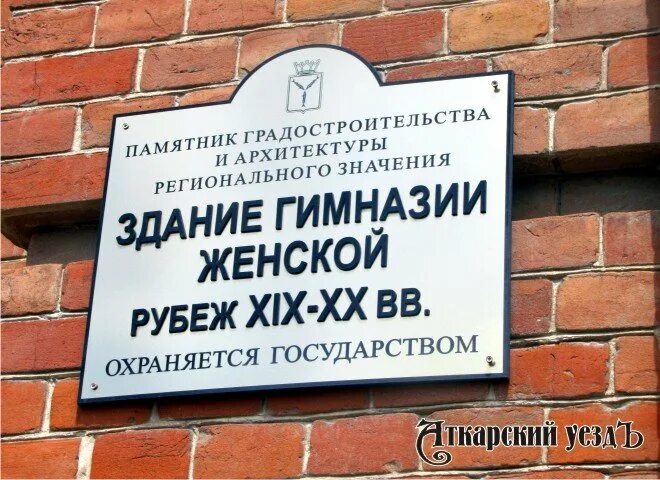 ПАМЯТНИК ГРАДОСТРОИТЕЛЬСТВА
И АРХИТЕКТУРЫ
РЕГИОНАЛЬНОГО ЗНАЧЕНИЯ
ЗДАНИЕ ГИМНАЗИИ
ЖЕНСКОЙ
РУБЕЖ XIX-XX ВВ.
ОХРАНЯЕТСЯ ГОСУДАРСТВОМ
Аткарский уездЪ